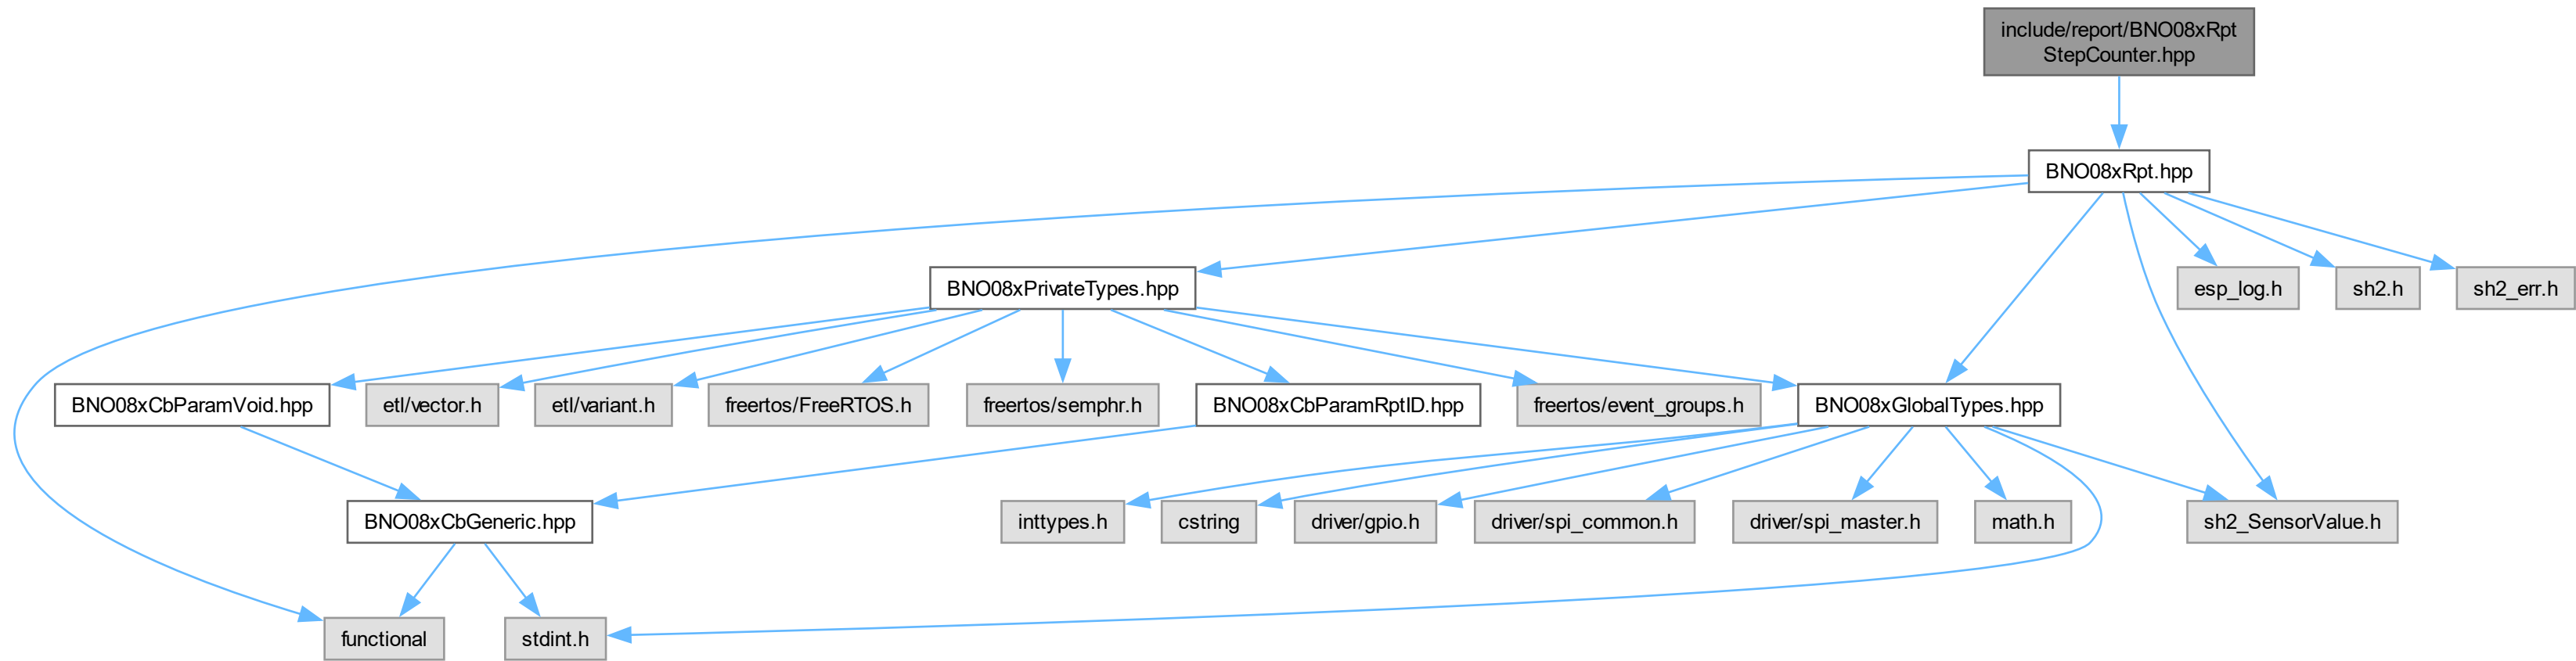 include/report/BNO08xRpt
StepCounter.hpp
BNO08xRpt.hpp
BNO08xPrivateTypes.hpp
esp_log.h
sh2.h
sh2_err.h
BNO08xCbParamVoid.hpp
etl/vector.h
etl/variant.h
freertos/FreeRTOS.h
freertos/semphr.h
BNO08xCbParamRptID.hpp
freertos/event_groups.h
BNO08xGlobalTypes.hpp
BNO08xCbGeneric.hpp
inttypes.h
cstring
driver/gpio.h
driver/spi_common.h
driver/spi_master.h
math.h
sh2_SensorValue.h
functional
stdint.h